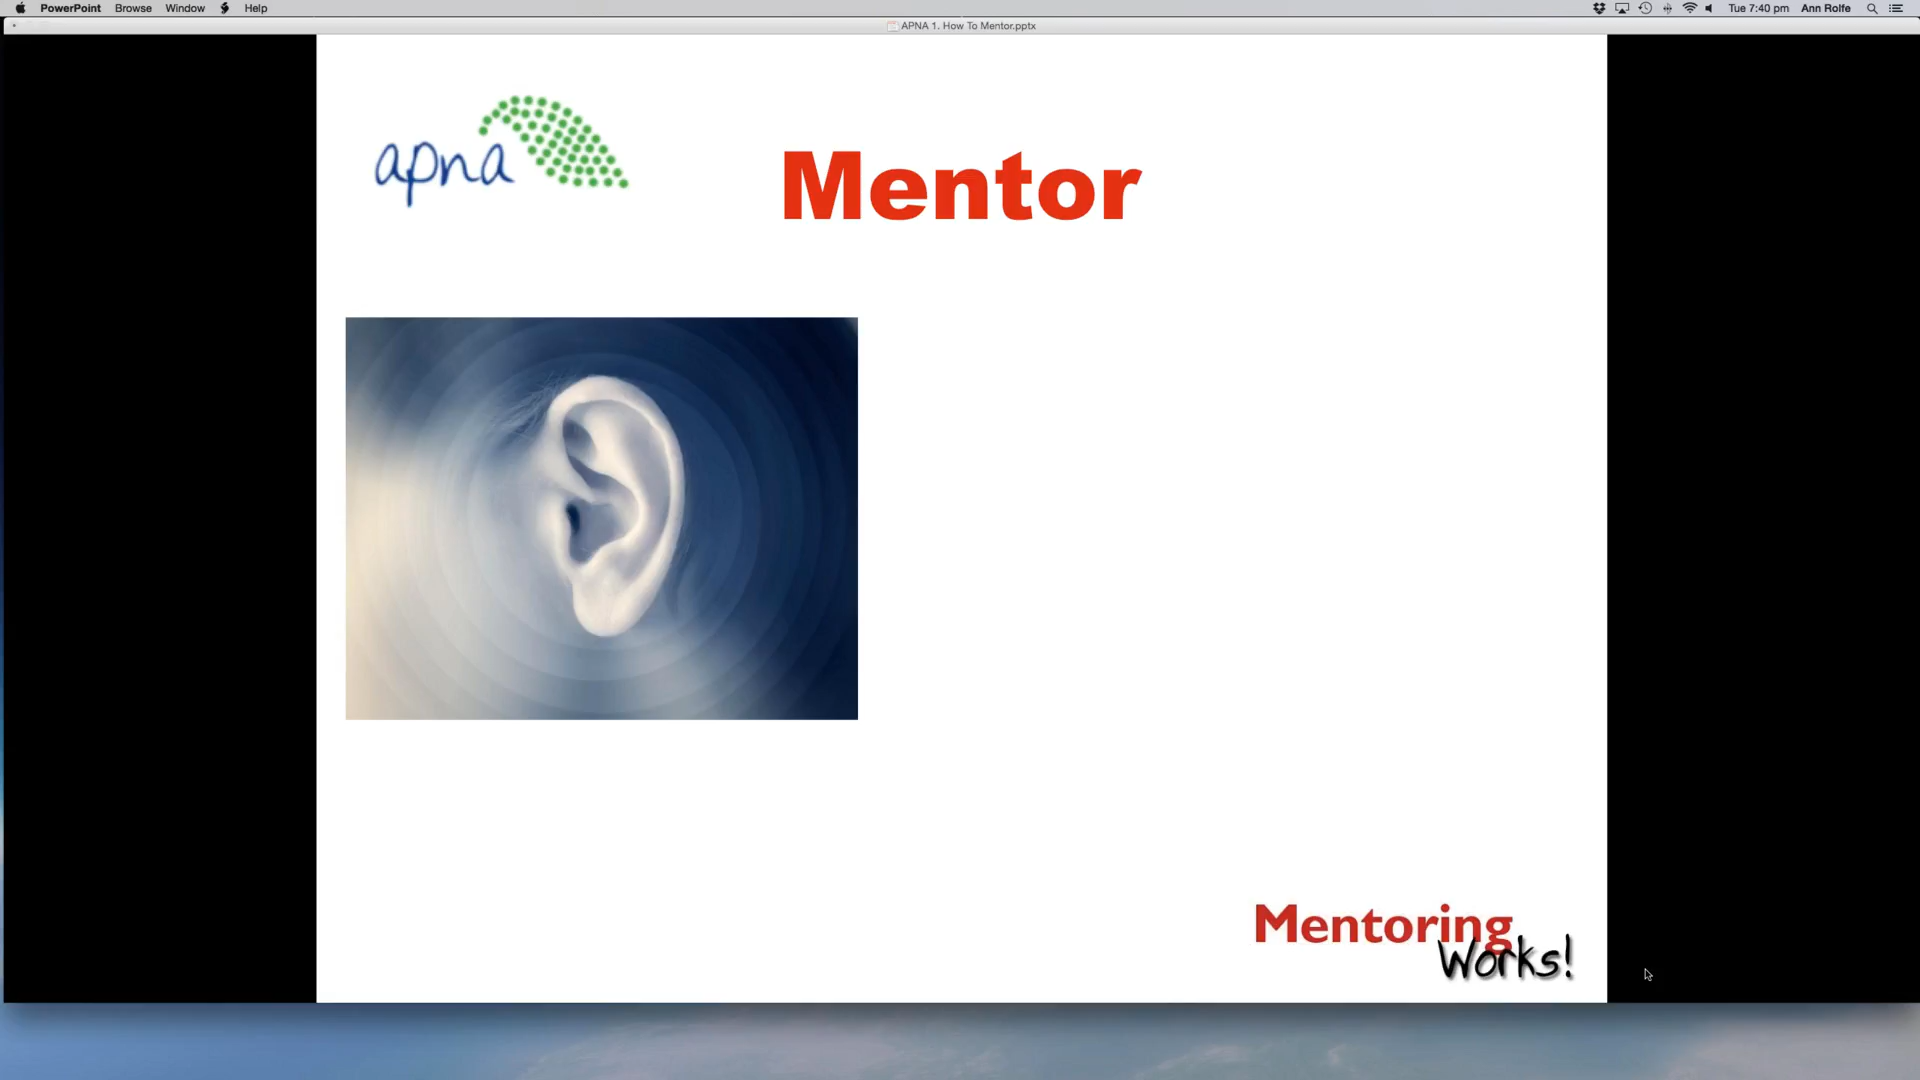 PowerPoint Browse Window Help
Tue 7:40 pm Ann Rolfe
APNA 1. How To Mentor.pptx
apna
Mentor
Mentoring
Works!